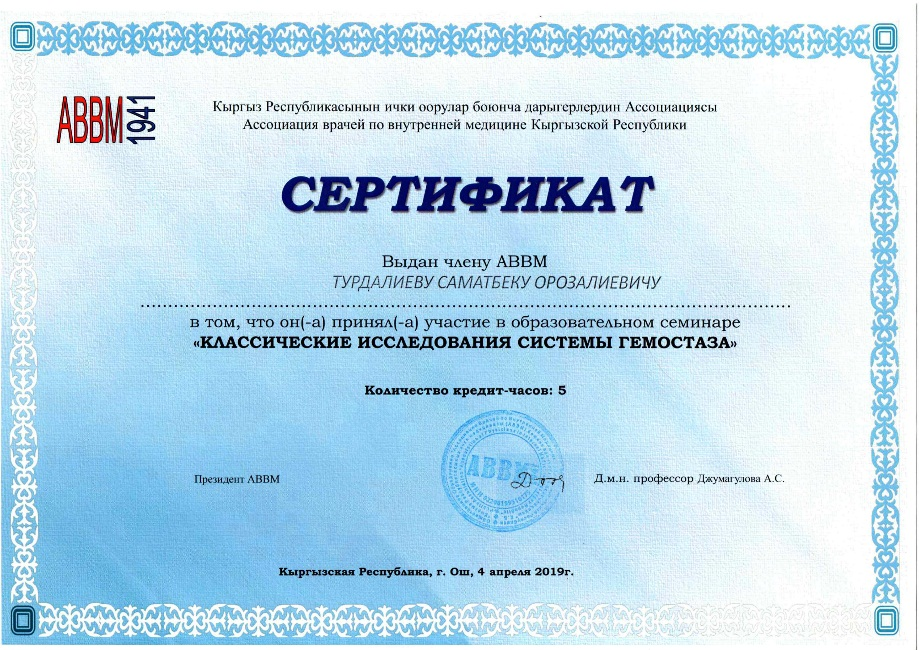 АВВМ 1941
Кыргыз Республикасынын ички оорулар боюнча дарыгерлердин Ассоциациясы
Ассоциация врачей по внутренней медицине Кыргызской Республики
СЕРТИФИКАТ
Выдан члену АВВМ
ТУРДАЛИЕВУ САМАТБЕКУ ОРОЗАЛИЕВИЧУ
в том, что он(-а) принял(-а) участие в образовательном семинаре
«КЛАССИЧЕСКИЕ ИССЛЕДОВАНИЯ СИСТЕМЫ ГЕМОСТАЗА»
Количество кредит-часов: 5
АВВМ
Президент АВВМ
Д.м.н. профессор Джумагулова А.С.
Кыргызская Республика, г. Ош, 4 апреля 2019г.